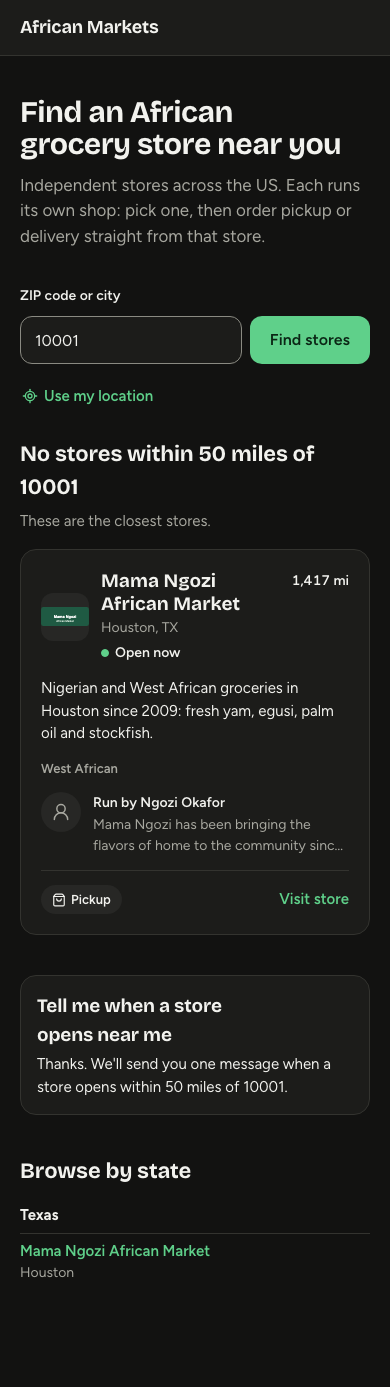 African Markets
Find an African
grocery store near you
Independent stores across the US. Each runs
its own shop: pick one, then order pickup or
delivery straight from that store.
ZIP code or city
10001
Find stores
Use my location
No stores within 50 miles of
10001
These are the closest stores.
Mama Ngozi
African Market
1,417 mi
Mama Ngozi
Houston, TX
Open now
Nigerian and West African groceries in
Houston since 2009: fresh yam, egusi, palm
oil and stockfish.
West African
Run by Ngozi Okafor
Mama Ngozi has been bringing the
flavors of home to the community sinc...
Pickup
Visit store
Tell me when a store
opens near me
Thanks. We'll send you one message when a
store opens within 50 miles of 10001.
Browse by state
Texas
Mama Ngozi African Market
Houston